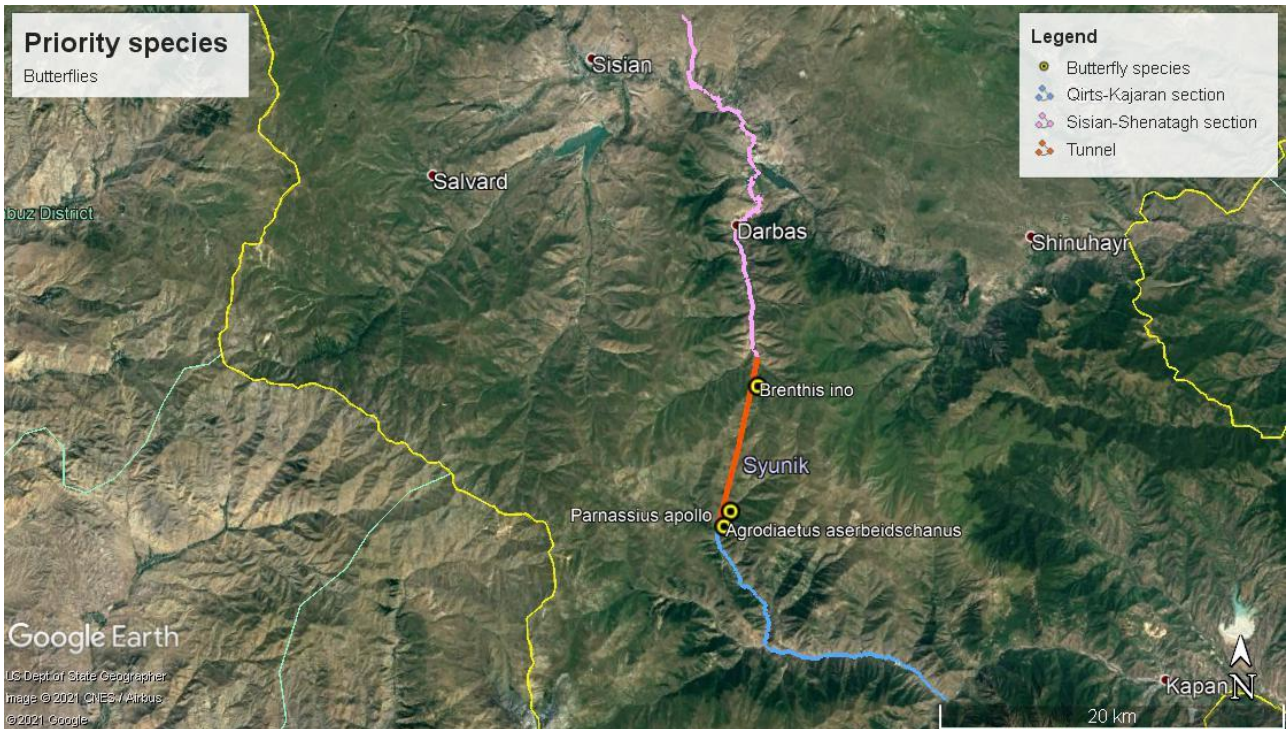 Priority species
Butterflies
Legend
Butterfly species
Qirts-Kajaran section
Sisian-Shenatagh section
Tunnel
Sisian
Salvard
buz District
Darbas
Shinuhayr
Brenthis ino
Syunik
Parnassius apollo
Agrodiaetus aserbeidschanus
Google Earth
US Dept of State Geographer
Image © 2021 CNES / Airbus
© 2021 Google
Kapan
N
20 km